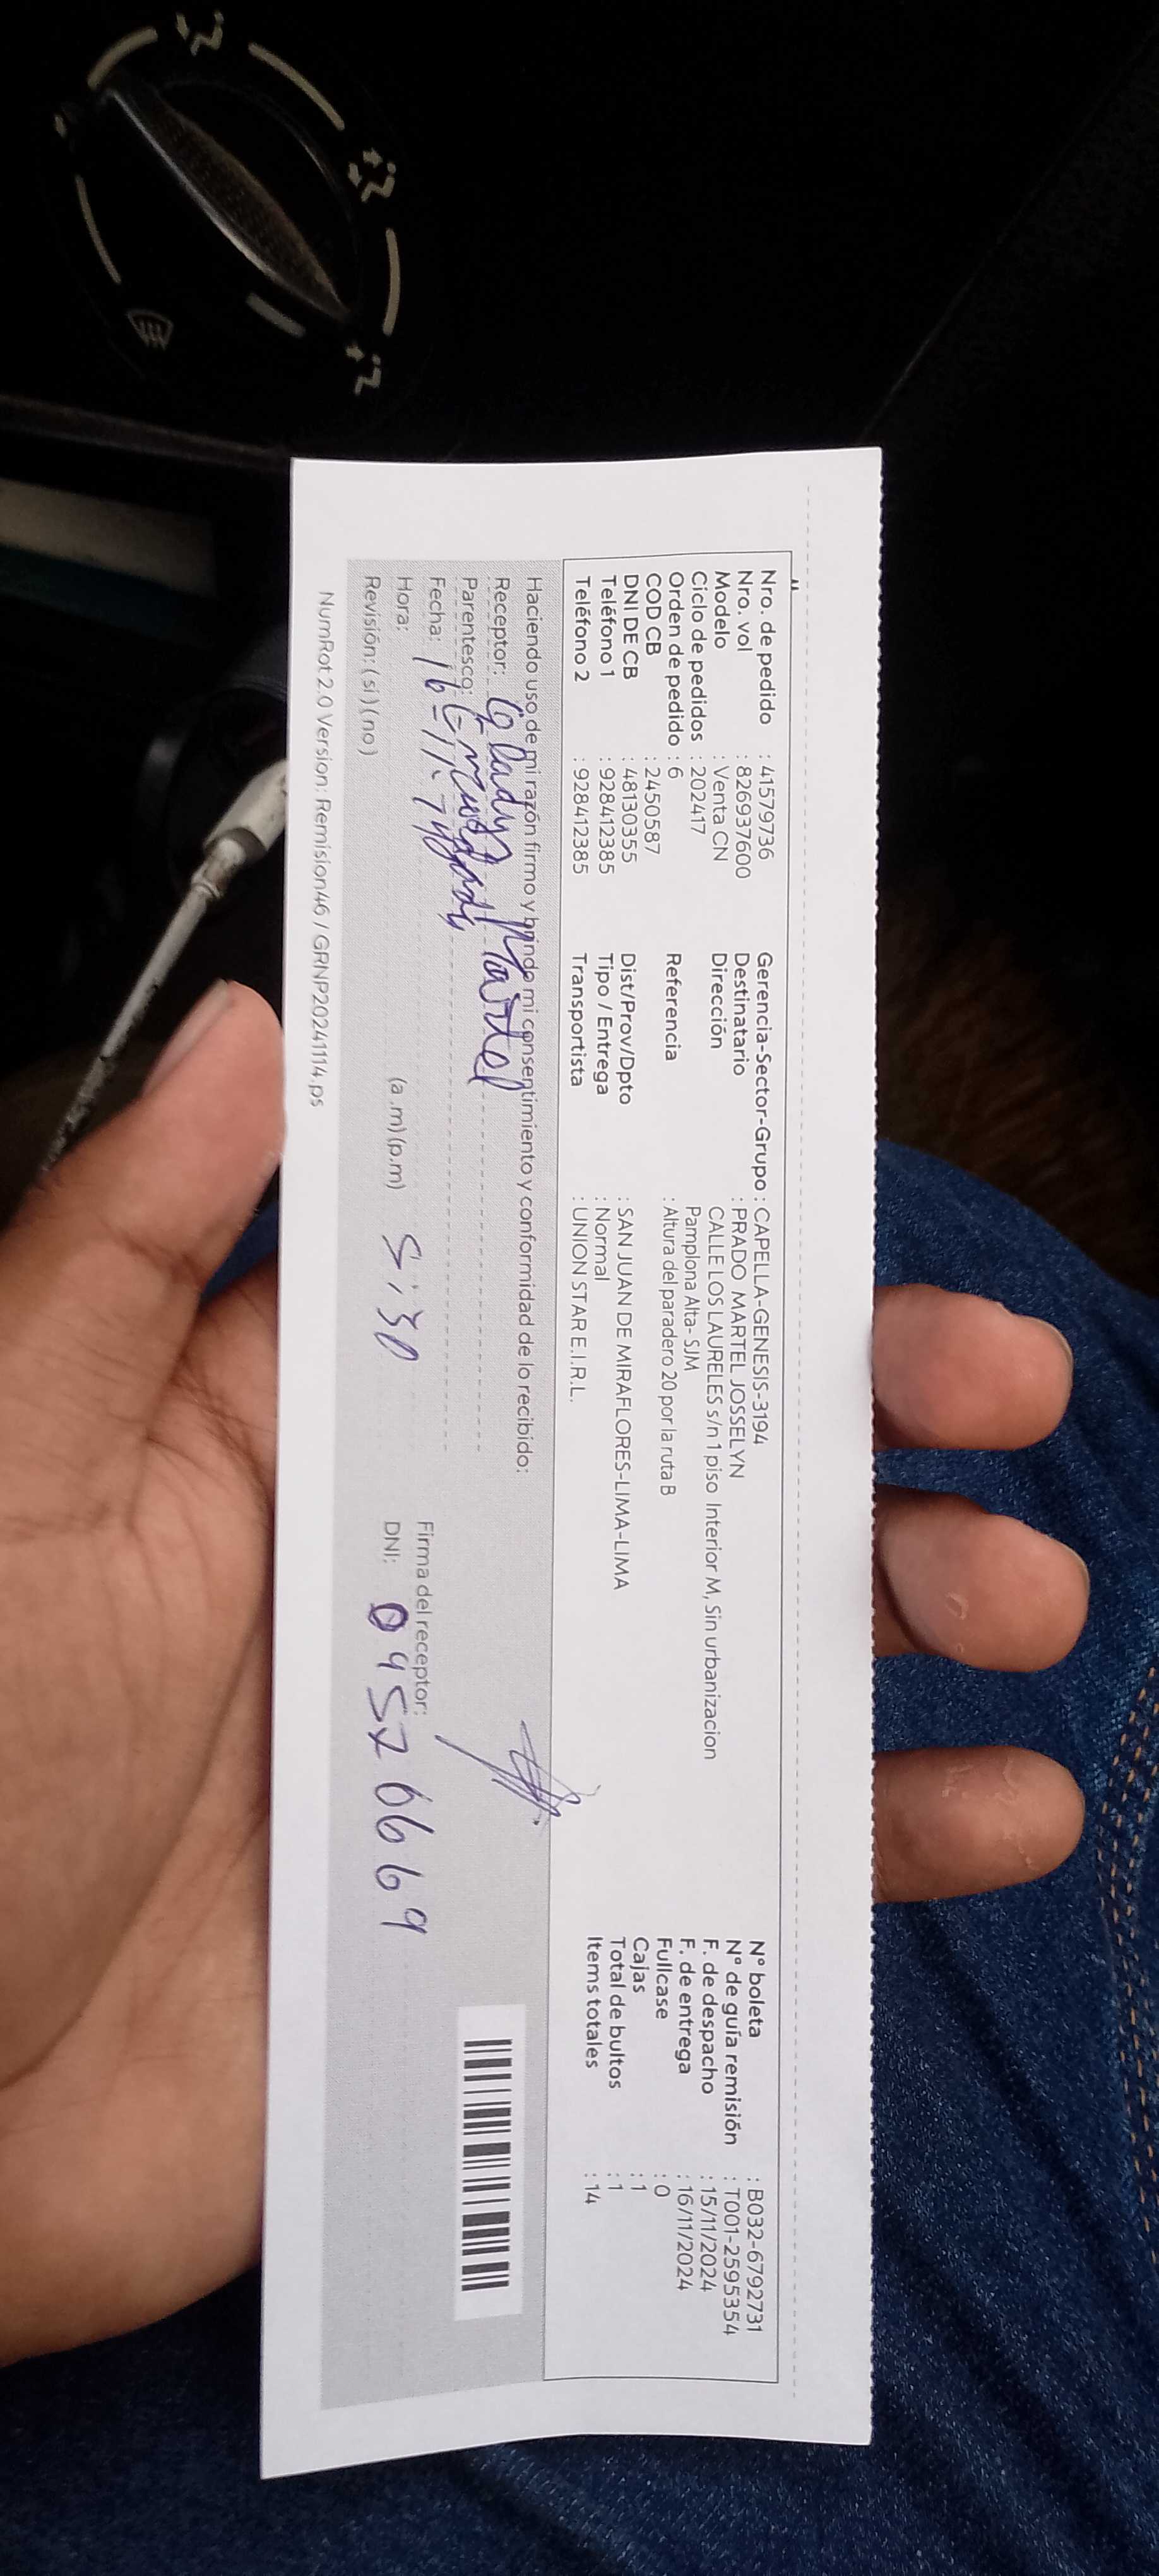 Nro. de pedido : 41579736
Nro. vol : 826937600
Modelo : Venta CN
Ciclo de pedidos : 202417
Orden de pedido : 6
COD CB : 2450587
DNI DE CB : 48130355
Teléfono 1 : 928412385
Teléfono 2 : 928412385
Gerencia-Sector-Grupo : CAPELLA-GENESIS-3194
Destinatario : PRADO MARTEL JOSSELYN
Dirección : CALLE LOS LAURELES s/n 1 piso Interior M, Sin urbanizacion
Pamplona Alta- SJM
Referencia : Altura del paradero 20 por la ruta B
Dist/Prov/Dpto : SAN JUAN DE MIRAFLORES-LIMA-LIMA
Tipo / Entrega : Normal
Transportista : UNION STAR E.I.R.L.
N° boleta : B032-6792731
N° de guía remisión : T001-2595354
F. de despacho : 15/11/2024
F. de entrega : 16/11/2024
Fullcase : 0
Cajas : 1
Total de bultos : 1
Items totales : 14
Haciendo uso de mi razón firmo y brindo mi consentimiento y conformidad de lo recibido:
Receptor: Gladys Martel
Parentesco:
Fecha: 16-11-
Hora: (a.m) (p.m) 5:30
Revisión: (si) (no)
Firma del receptor:
DNI: 09526669
NumRot 2.0 Version: Remision46 / GRNP20241114.ps